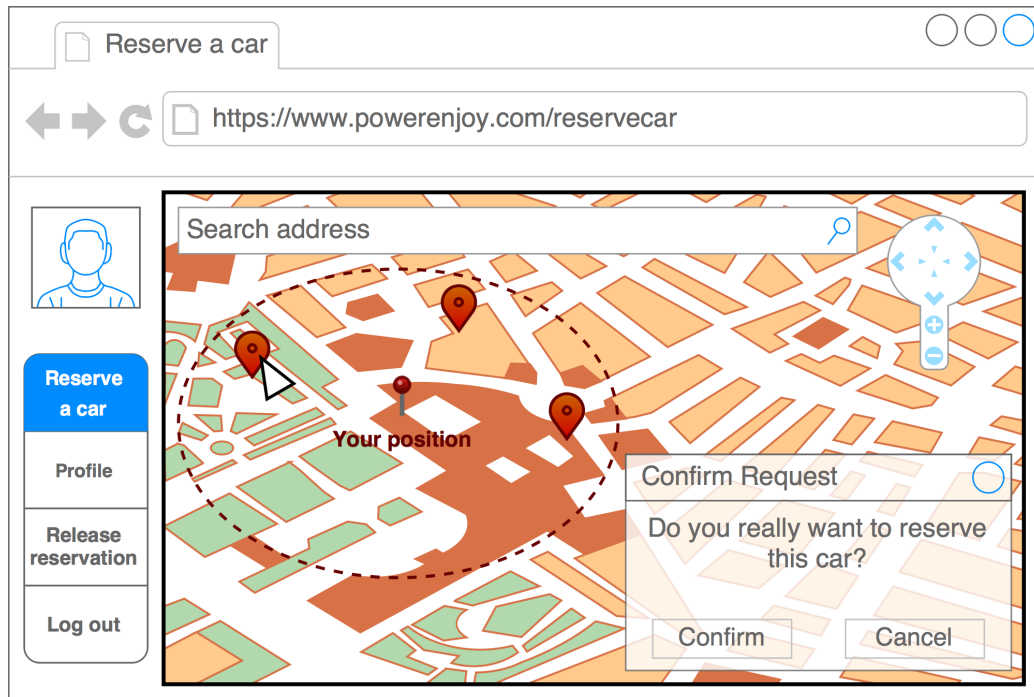 Reserve a car
https://www.powerenjoy.com/reservecar
Search address
Reserve
a car
Profile
Release
reservation
Log out
Your position
Confirm Request
Do you really want to reserve
this car?
Confirm
Cancel